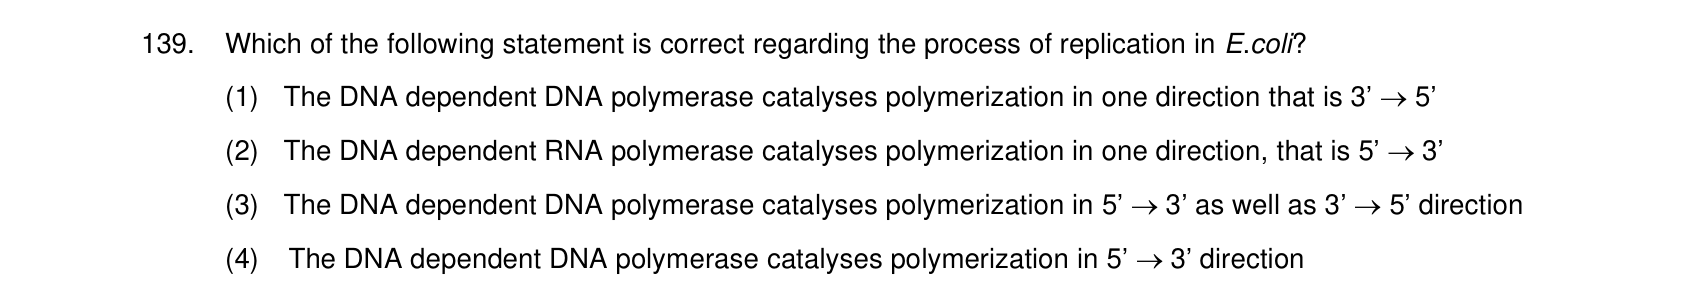 139. Which of the following statement is correct regarding the process of replication in E.coli?
(1) The DNA dependent DNA polymerase catalyses polymerization in one direction that is 3’ → 5’
(2) The DNA dependent RNA polymerase catalyses polymerization in one direction, that is 5’ → 3’
(3) The DNA dependent DNA polymerase catalyses polymerization in 5’ → 3’ as well as 3’ → 5’ direction
(4) The DNA dependent DNA polymerase catalyses polymerization in 5’ → 3’ direction